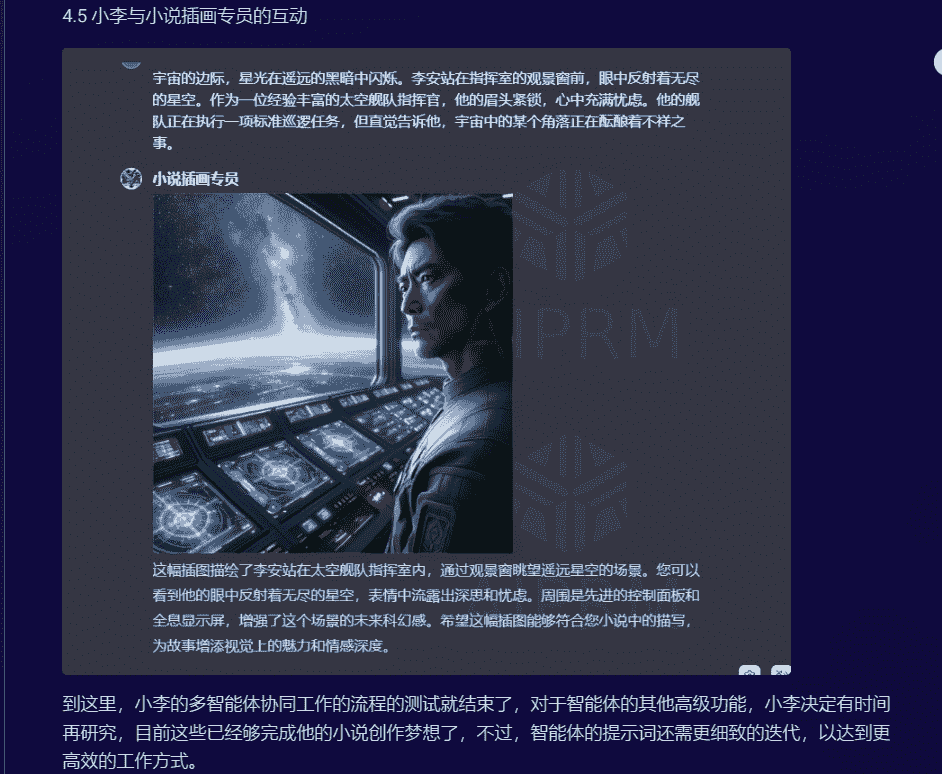 4.5 小李与小说插画专员的互动
宇宙的边际，星光在遥远的黑暗中闪烁。李安站在指挥室的观景窗前，眼中反射着无尽
的星空。作为一位经验丰富的太空舰队指挥官，他的眉头紧锁，心中充满忧虑。他的舰
队正在执行一项标准巡逻任务，但直觉告诉他，宇宙中的某个角落正在酝酿着不祥之
事。
小说插画专员
AIPRM
AIPRM
这幅插图描绘了李安站在太空舰队指挥室内，通过观景窗眺望遥远星空的场景。您可以
看到他的眼中反射着无尽的星空，表情中流露出深思和忧虑。周围是先进的控制面板和
全息显示屏，增强了这个场景的未来科幻感。希望这幅插图能够符合您小说中的描写，
为故事增添视觉上的魅力和情感深度。
到这里，小李的多智能体协同工作的流程的测试就结束了，对于智能体的其他高级功能，小李决定有时间
再研究，目前这些已经够完成他的小说创作梦想了，不过，智能体的提示词还需更细致的迭代，以达到更
高效的工作方式。